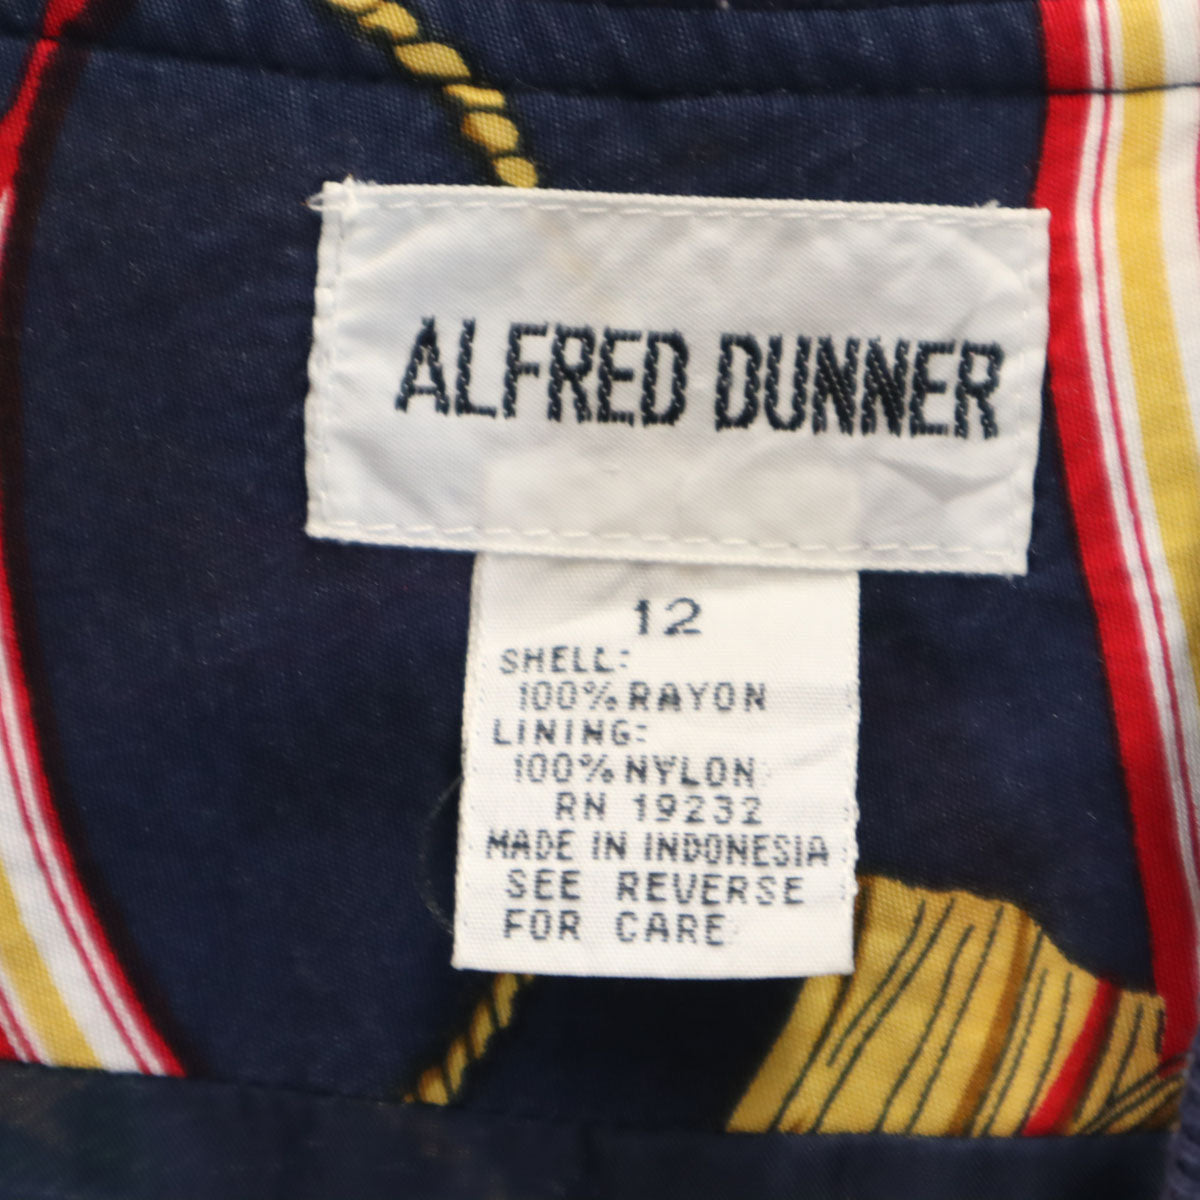 ALFRED DUNNER
12
SHELL:
100% RAYON
LINING:
100% NYLON
RN 19232
MADE IN INDONESIA
SEE REVERSE
FOR CARE